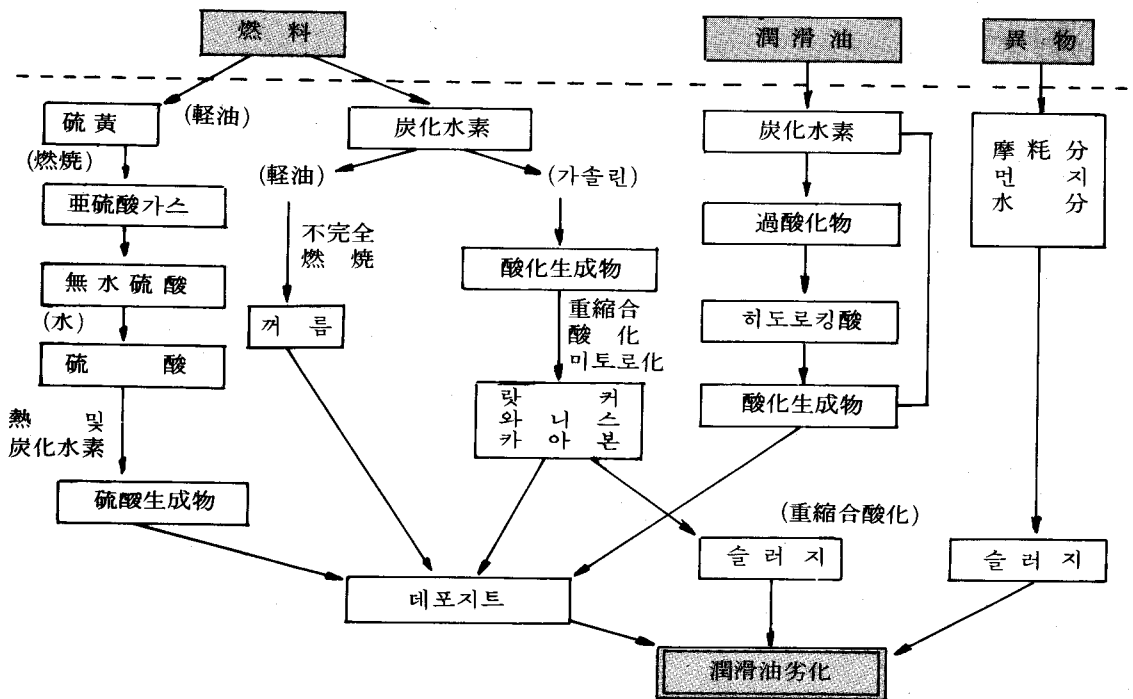 燃料
潤滑油
異物
硫黃
(軽油)
炭化水素
炭化水素
摩耗分
먼지
水分
(燃焼)
(軽油)
(가솔린)
亜硫酸가스
過酸化物
不完全
燃焼
酸化生成物
無水硫酸
(水)
꺼름
重縮合
酸化
미토로化
히도로킹酸
硫酸
랏커
와니스
카아본
酸化生成物
熱 및
炭化水素
硫酸生成物
(重縮合酸化)
슬러지
슬러지
데포지트
潤滑油劣化